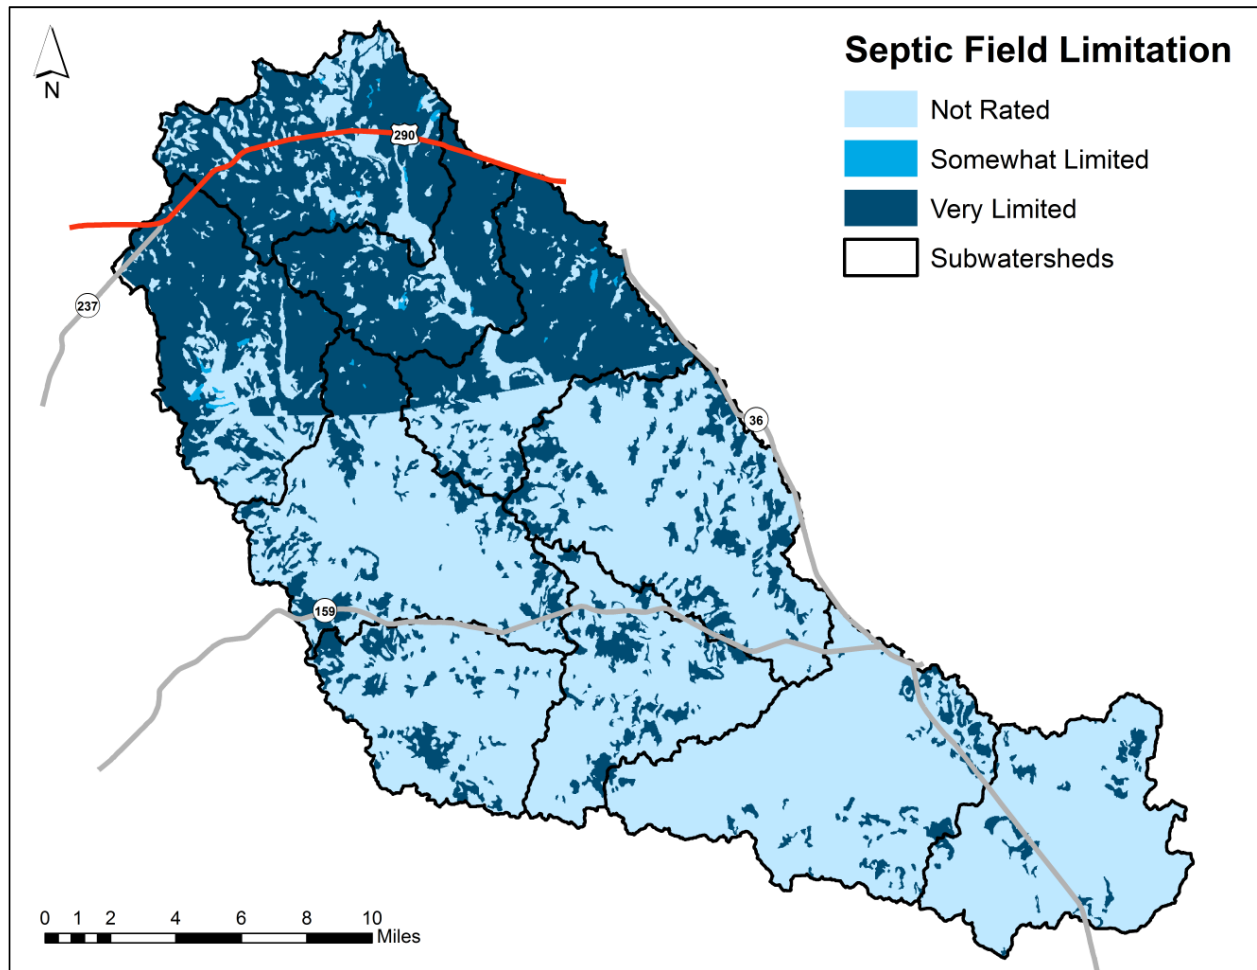 Septic Field Limitation
Not Rated
Somewhat Limited
Very Limited
Subwatersheds
N
290
237
36
159
0 1 2 4 6 8 10
Miles